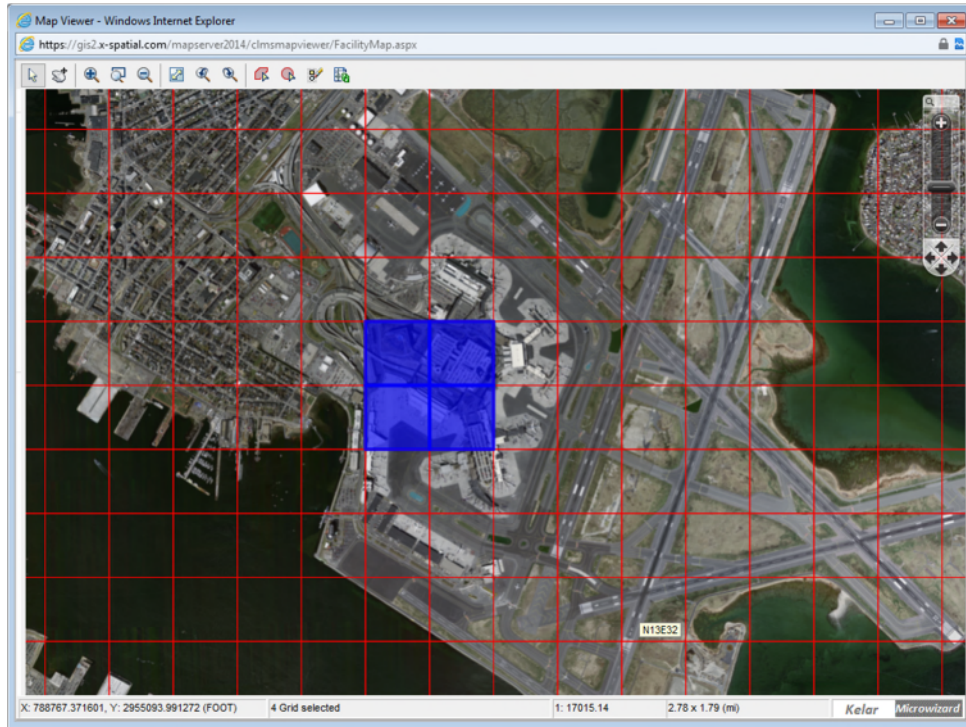 Map Viewer - Windows Internet Explorer
https://gis2.x-spatial.com/mapserver2014/clmsmapviewer/FacilityMap.aspx
N13E32
X: 788767.371601, Y: 2955093.991272 (FOOT) 4 Grid selected 1: 17015.14 2.78 x 1.79 (mi) Kelar Microwizard